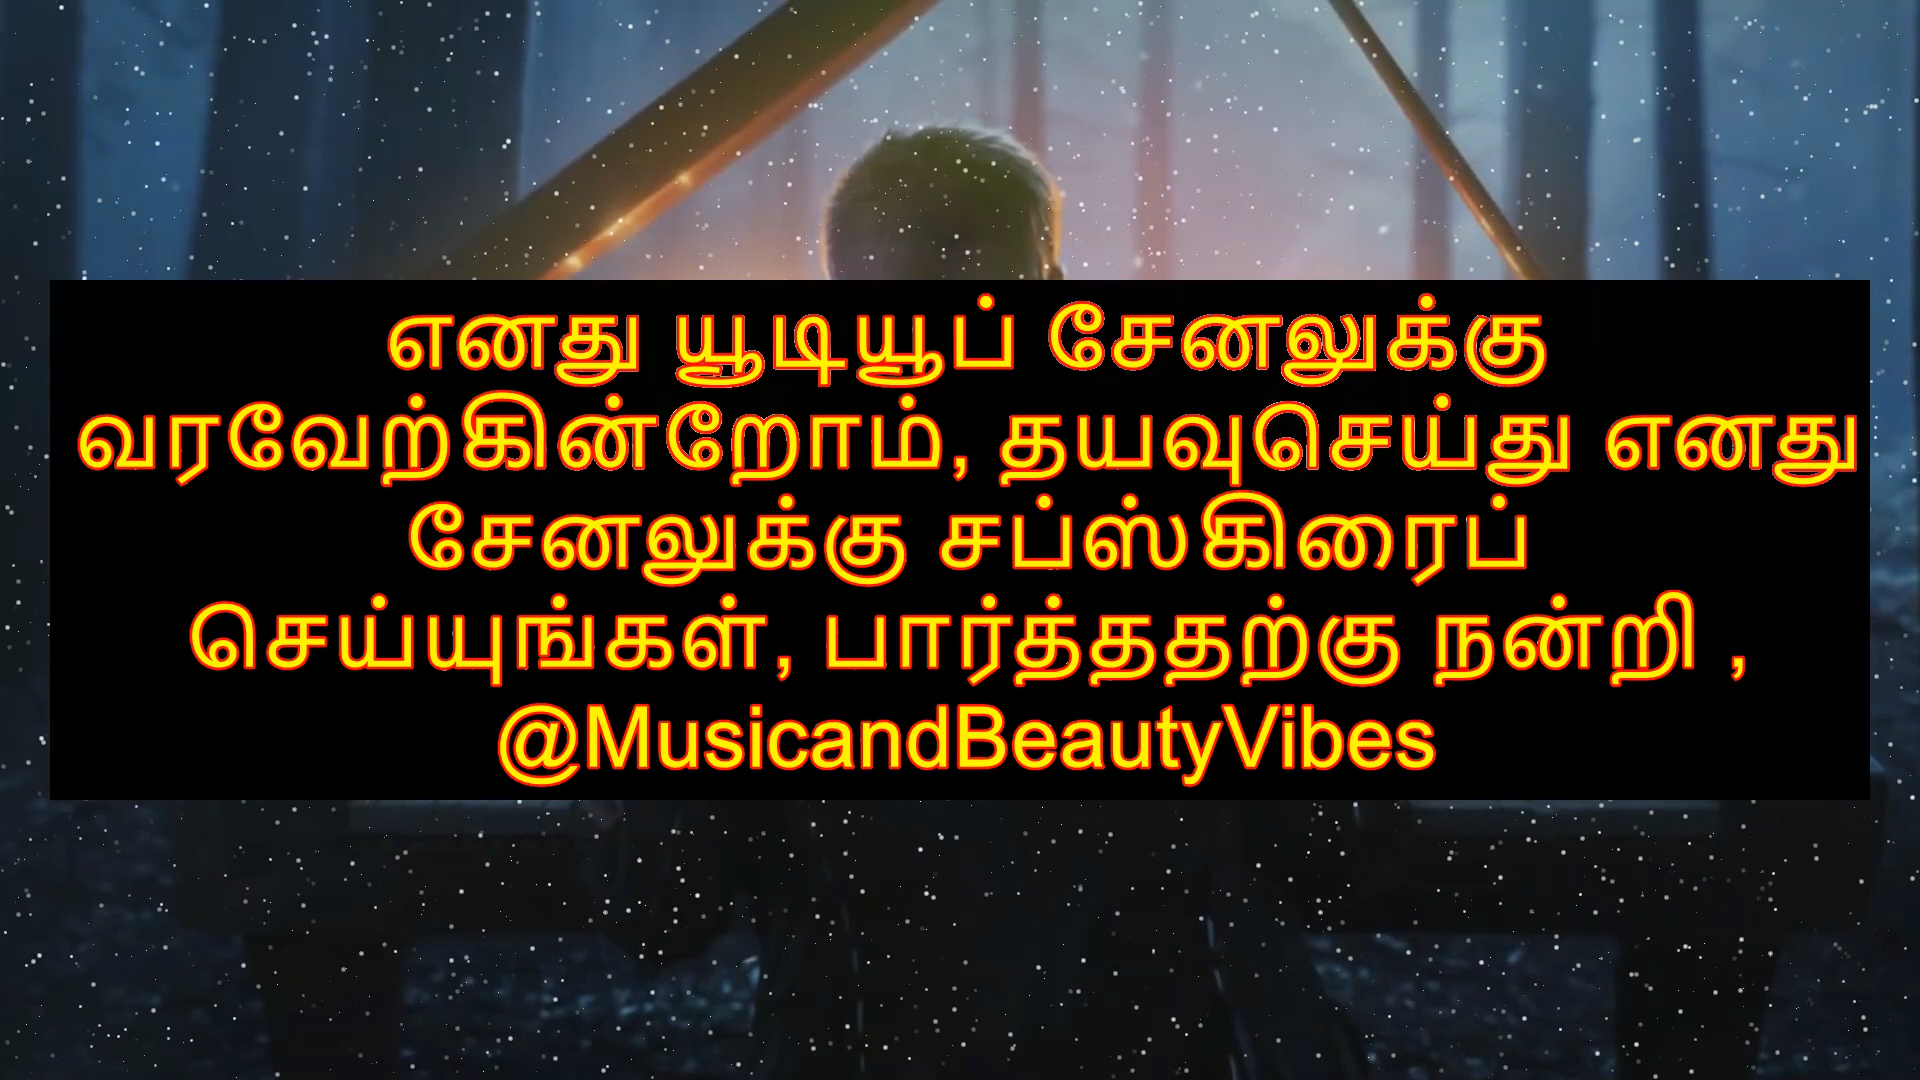 எனது யூடியூப் சேனலுக்கு
வரவேற்கின்றோம், தயவுசெய்து எனது
சேனலுக்கு சப்ஸ்கிரைப்
செய்யுங்கள், பார்த்ததற்கு நன்றி ,
@MusicandBeautyVibes